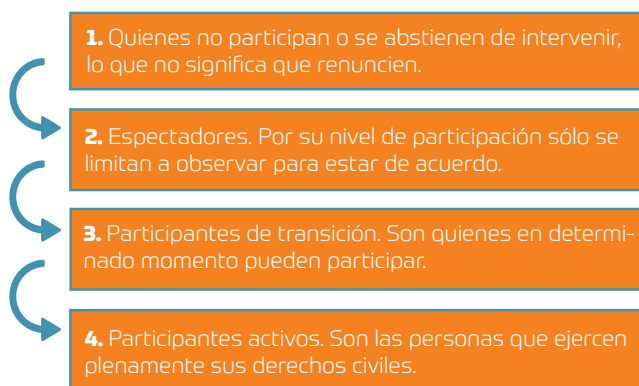 1. Quienes no participan o se abstienen de intervenir,
lo que no significa que renuncien.
2. Espectadores. Por su nivel de participación sólo se
limitan a observar para estar de acuerdo.
3. Participantes de transición. Son quienes en determi-
nado momento pueden participar.
4. Participantes activos. Son las personas que ejercen
plenamente sus derechos civiles.